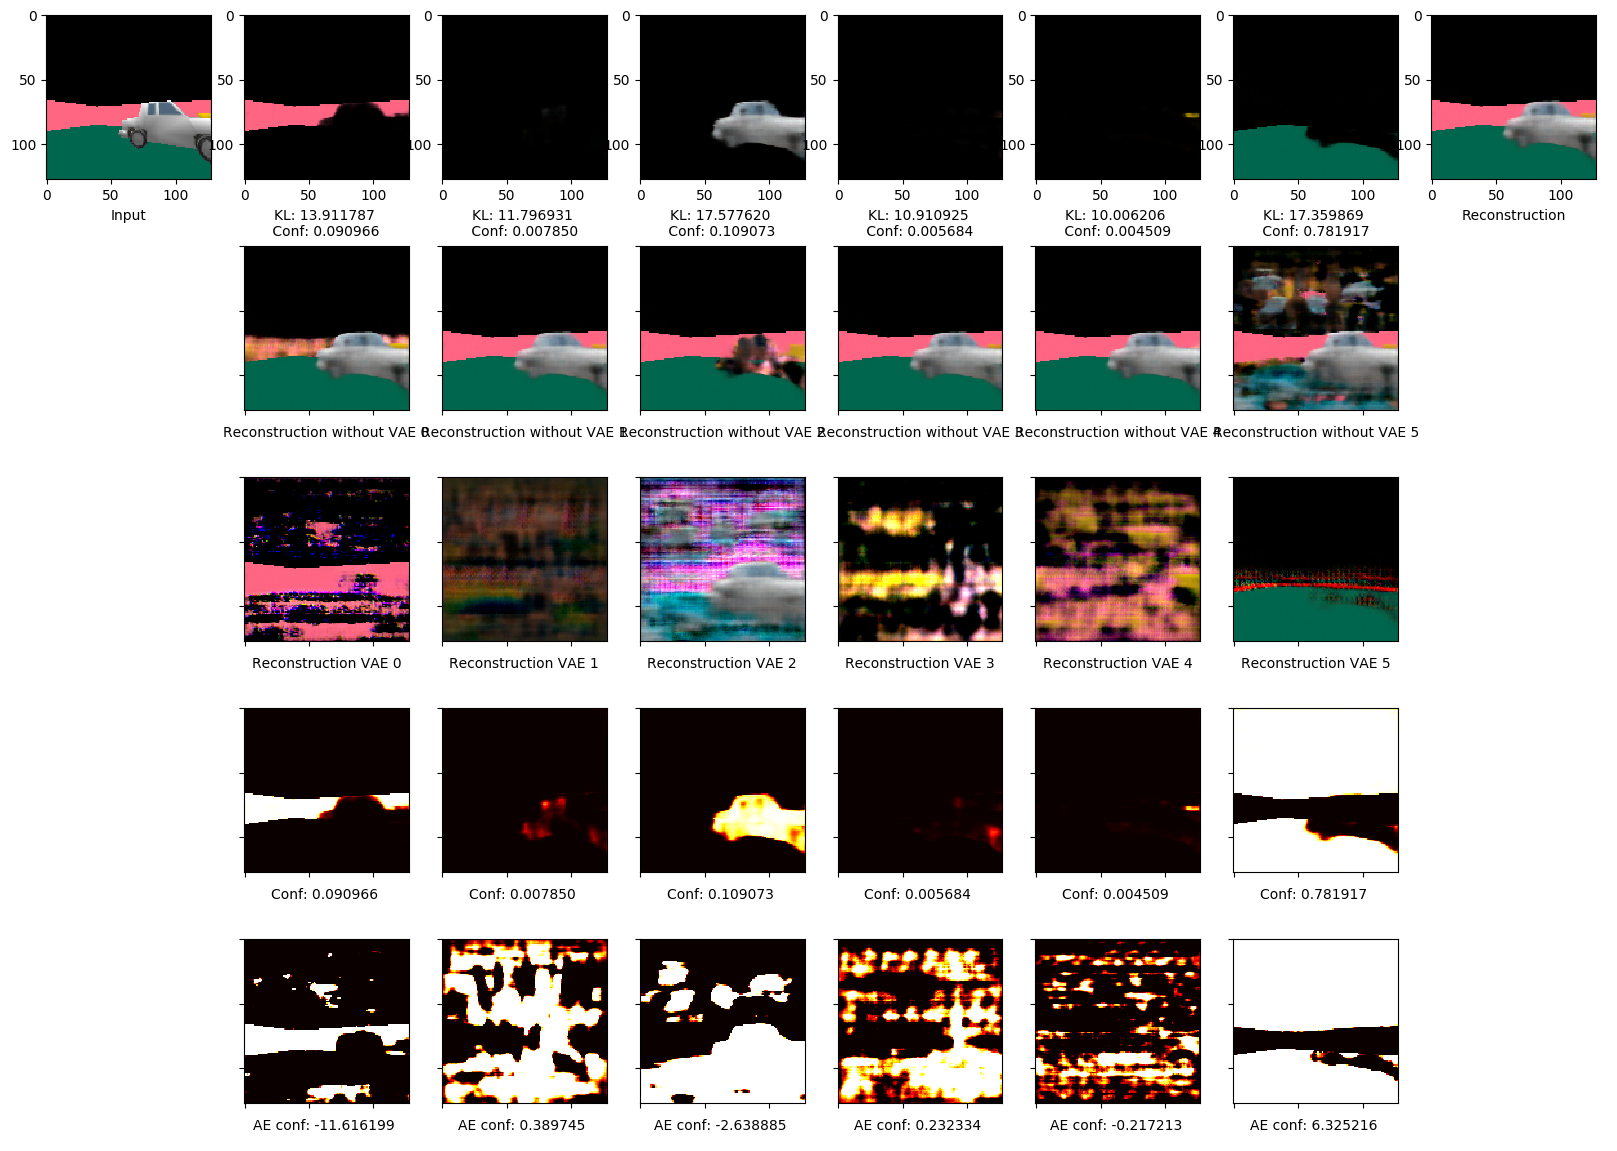 0 0 0 0 0 0 0 0
50 50 50 50 50 50 50 50
100 100 100 100 100 100 100 100
0 50 100 0 50 100 0 50 100 0 50 100 0 50 100 0 50 100 0 50 100 0 50 100
Input KL: 13.911787 KL: 11.796931 KL: 17.577620 KL: 10.910925 KL: 10.006206 KL: 17.359869 Reconstruction
Conf: 0.090966 Conf: 0.007850 Conf: 0.109073 Conf: 0.005684 Conf: 0.004509 Conf: 0.781917
Reconstruction without VAE 0 Reconstruction without VAE 1 Reconstruction without VAE 2 Reconstruction without VAE 3 Reconstruction without VAE 4 Reconstruction without VAE 5
Reconstruction VAE 0 Reconstruction VAE 1 Reconstruction VAE 2 Reconstruction VAE 3 Reconstruction VAE 4 Reconstruction VAE 5
Conf: 0.090966 Conf: 0.007850 Conf: 0.109073 Conf: 0.005684 Conf: 0.004509 Conf: 0.781917
AE conf: -11.616199 AE conf: 0.389745 AE conf: -2.638885 AE conf: 0.232334 AE conf: -0.217213 AE conf: 6.325216